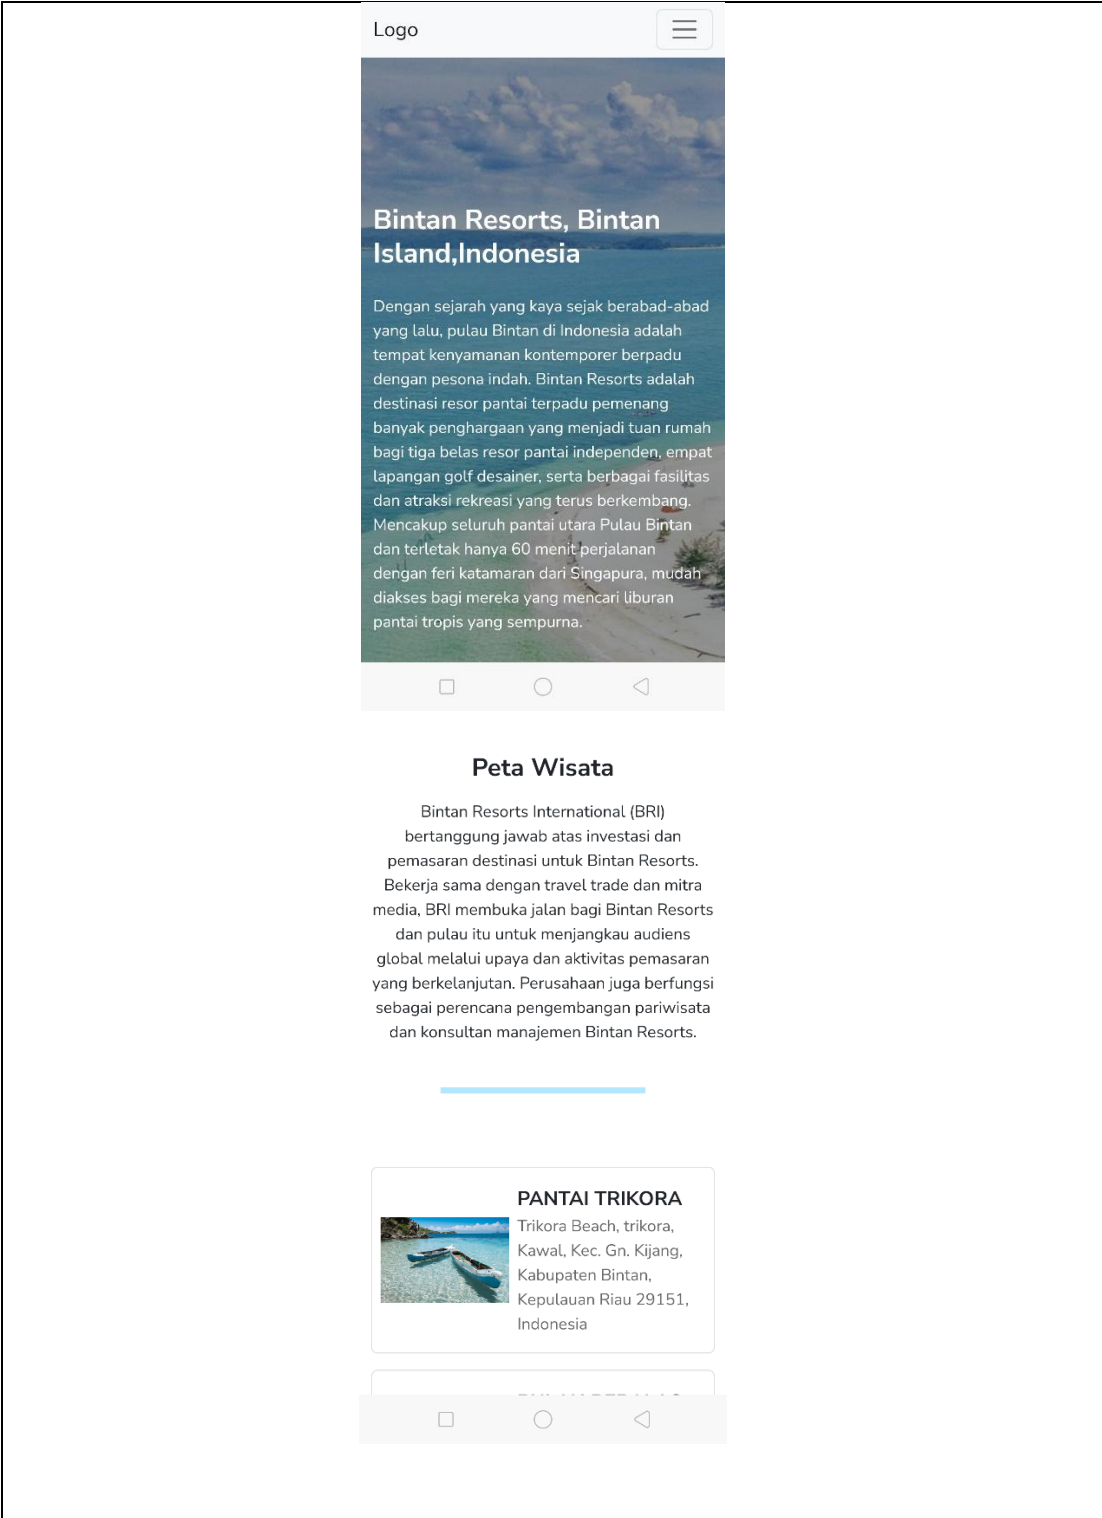 Logo
Bintan Resorts, Bintan
Island,Indonesia
Dengan sejarah yang kaya sejak berabad-abad
yang lalu, pulau Bintan di Indonesia adalah
tempat kenyamanan kontemporer berpadu
dengan pesona indah. Bintan Resorts adalah
destinasi resor pantai terpadu pemenang
banyak penghargaan yang menjadi tuan rumah
bagi tiga belas resor pantai independen, empat
lapangan golf desainer, serta berbagai fasilitas
dan atraksi rekreasi yang terus berkembang.
Mencakup seluruh pantai utara Pulau Bintan
dan terletak hanya 60 menit perjalanan
dengan feri katamaran dari Singapura, mudah
diakses bagi mereka yang mencari liburan
pantai tropis yang sempurna.
Peta Wisata
Bintan Resorts International (BRI)
bertanggung jawab atas investasi dan
pemasaran destinasi untuk Bintan Resorts.
Bekerja sama dengan travel trade dan mitra
media, BRI membuka jalan bagi Bintan Resorts
dan pulau itu untuk menjangkau audiens
global melalui upaya dan aktivitas pemasaran
yang berkelanjutan. Perusahaan juga berfungsi
sebagai perencana pengembangan pariwisata
dan konsultan manajemen Bintan Resorts.
PANTAI TRIKORA
Trikora Beach, trikora,
Kawal, Kec. Gn. Kijang,
Kabupaten Bintan,
Kepulauan Riau 29151,
Indonesia